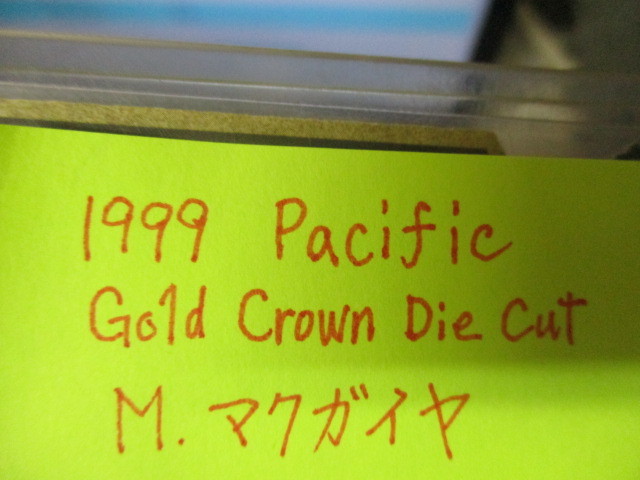 1999 Pacific
Gold Crown Die Cut
M. マクガイヤ